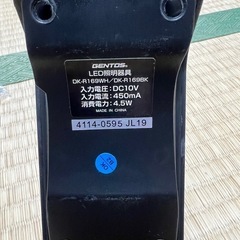 GENTOS.
LED照明器具
DK-R169WH／DK-R169BK
入力電圧：DC10V
入力電流：450mA
消費電力：4.5W
MADE IN CHINA
4114-0595 JL19